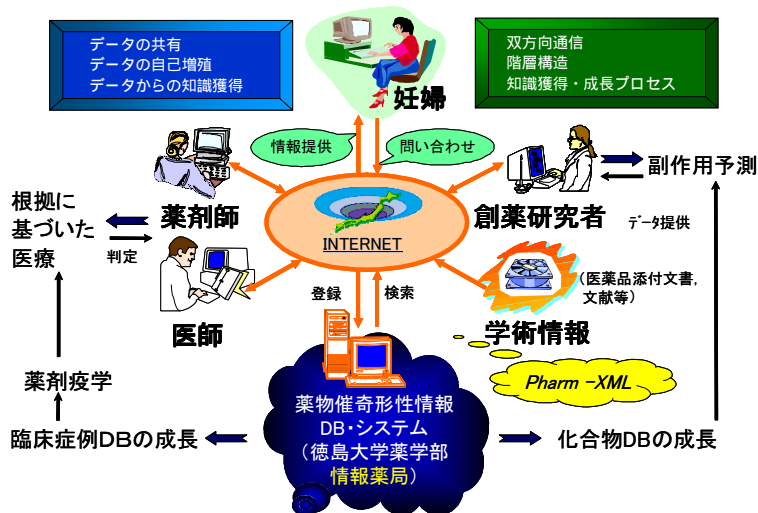 データの共有
データの自己増殖
データからの知識獲得
双方向通信
階層構造
知識獲得・成長プロセス
妊婦
情報提供
問い合わせ
副作用予測
根拠に
基づいた
医療
薬剤師
創薬研究者
データ提供
INTERNET
判定
(医薬品添付文書,
文献等)
登録
検索
医師
学術情報
Pharm-XML
薬剤疫学
薬物催奇形性情報
DB・システム
(徳島大学薬学部
情報薬局)
臨床症例DBの成長
化合物DBの成長